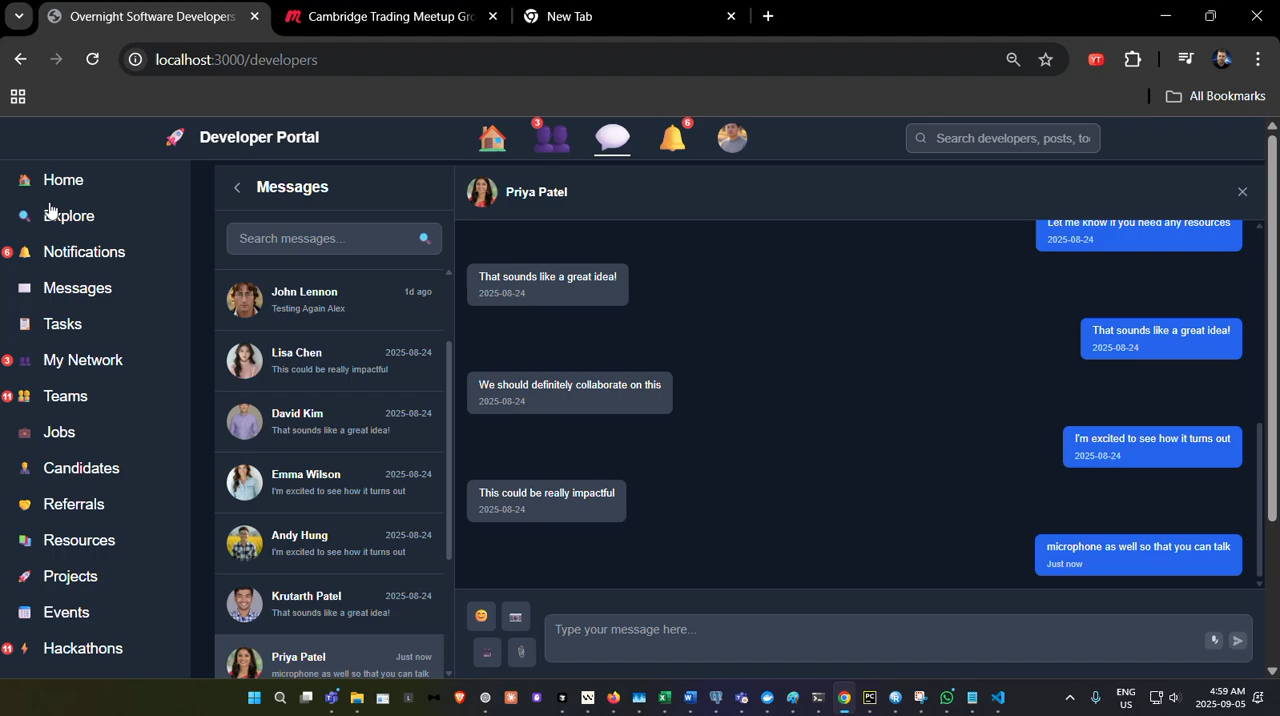 Overnight Software Developers
Cambridge Trading Meetup Gro
New Tab
localhost:3000/developers
YT
All Bookmarks
Developer Portal
3
6
Search developers, posts, to
Home
Explore
6 Notifications
Messages
Tasks
3 My Network
11 Teams
Jobs
Candidates
Referrals
Resources
Projects
Events
11 Hackathons
Messages
Search messages...
John Lennon 1d ago
Testing Again Alex
Lisa Chen 2025-08-24
This could be really impactful
David Kim 2025-08-24
That sounds like a great idea!
Emma Wilson 2025-08-24
I'm excited to see how it turns out
Andy Hung 2025-08-24
I'm excited to see how it turns out
Krutarth Patel 2025-08-24
That sounds like a great idea!
Priya Patel Just now
microphone as well so that you can talk
Priya Patel
Let me know if you need any resources
2025-08-24
That sounds like a great idea!
2025-08-24
That sounds like a great idea!
2025-08-24
We should definitely collaborate on this
2025-08-24
I'm excited to see how it turns out
2025-08-24
This could be really impactful
2025-08-24
microphone as well so that you can talk
Just now
Type your message here...
ENG
US
4:59 AM
2025-09-05